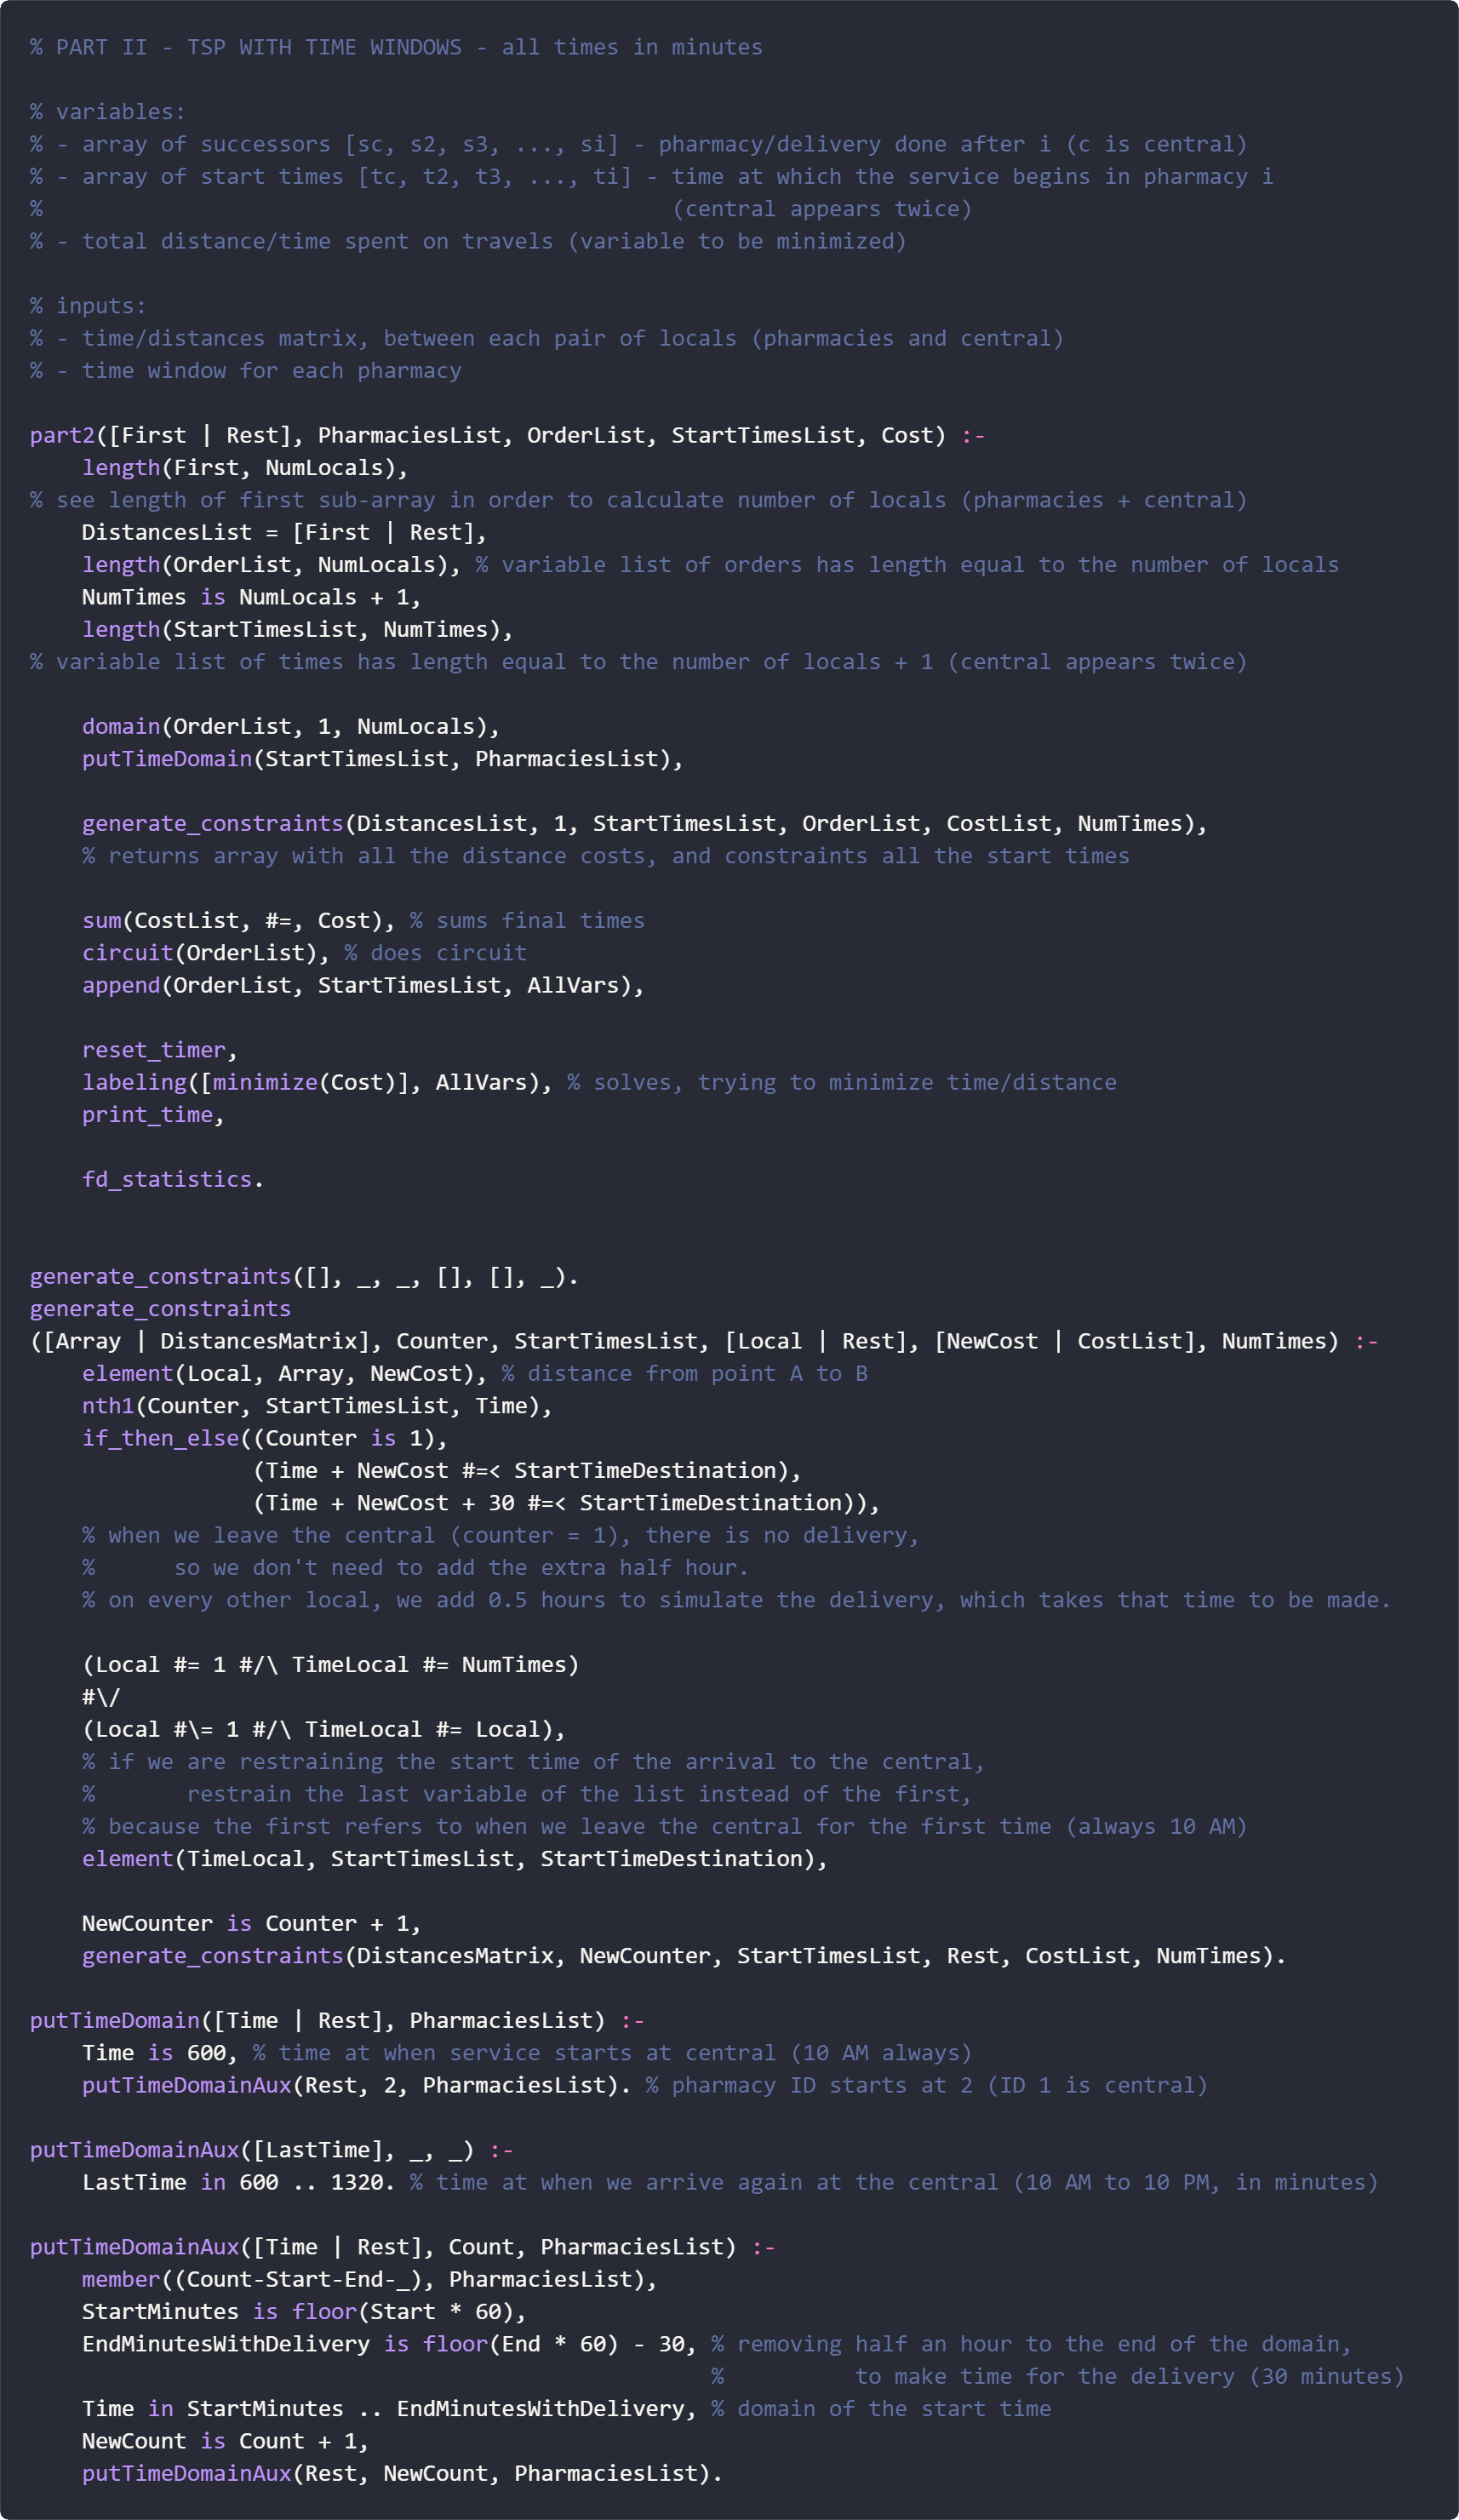 % PART II - TSP WITH TIME WINDOWS - all times in minutes

% variables:
% - array of successors [sc, s2, s3, ..., si] - pharmacy/delivery done after i (c is central)
% - array of start times [tc, t2, t3, ..., ti] - time at which the service begins in pharmacy i
%                                                (central appears twice)
% - total distance/time spent on travels (variable to be minimized)

% inputs:
% - time/distances matrix, between each pair of locals (pharmacies and central)
% - time window for each pharmacy

part2([First | Rest], PharmaciesList, OrderList, StartTimesList, Cost) :-
    length(First, NumLocals),
% see length of first sub-array in order to calculate number of locals (pharmacies + central)
    DistancesList = [First | Rest],
    length(OrderList, NumLocals), % variable list of orders has length equal to the number of locals
    NumTimes is NumLocals + 1,
    length(StartTimesList, NumTimes),
% variable list of times has length equal to the number of locals + 1 (central appears twice)

    domain(OrderList, 1, NumLocals),
    putTimeDomain(StartTimesList, PharmaciesList),

    generate_constraints(DistancesList, 1, StartTimesList, OrderList, CostList, NumTimes),
    % returns array with all the distance costs, and constraints all the start times

    sum(CostList, #=, Cost), % sums final times
    circuit(OrderList), % does circuit
    append(OrderList, StartTimesList, AllVars),

    reset_timer,
    labeling([minimize(Cost)], AllVars), % solves, trying to minimize time/distance
    print_time,

    fd_statistics.


generate_constraints([], _, _, [], [], _).
generate_constraints
([Array | DistancesMatrix], Counter, StartTimesList, [Local | Rest], [NewCost | CostList], NumTimes) :-
    element(Local, Array, NewCost), % distance from point A to B
    nth1(Counter, StartTimesList, Time),
    if_then_else((Counter is 1),
                 (Time + NewCost #=< StartTimeDestination),
                 (Time + NewCost + 30 #=< StartTimeDestination)),
    % when we leave the central (counter = 1), there is no delivery,
    %      so we don't need to add the extra half hour.
    % on every other local, we add 0.5 hours to simulate the delivery, which takes that time to be made.

    (Local #= 1 #/\ TimeLocal #= NumTimes)
    #\/
    (Local #\= 1 #/\ TimeLocal #= Local),
    % if we are restraining the start time of the arrival to the central,
    %       restrain the last variable of the list instead of the first,
    % because the first refers to when we leave the central for the first time (always 10 AM)
    element(TimeLocal, StartTimesList, StartTimeDestination),

    NewCounter is Counter + 1,
    generate_constraints(DistancesMatrix, NewCounter, StartTimesList, Rest, CostList, NumTimes).

putTimeDomain([Time | Rest], PharmaciesList) :-
    Time is 600, % time at when service starts at central (10 AM always)
    putTimeDomainAux(Rest, 2, PharmaciesList). % pharmacy ID starts at 2 (ID 1 is central)

putTimeDomainAux([LastTime], _, _) :-
    LastTime in 600 .. 1320. % time at when we arrive again at the central (10 AM to 10 PM, in minutes)

putTimeDomainAux([Time | Rest], Count, PharmaciesList) :-
    member((Count-Start-End-_), PharmaciesList),
    StartMinutes is floor(Start * 60),
    EndMinutesWithDelivery is floor(End * 60) - 30, % removing half an hour to the end of the domain,
                                                    %          to make time for the delivery (30 minutes)
    Time in StartMinutes .. EndMinutesWithDelivery, % domain of the start time
    NewCount is Count + 1,
    putTimeDomainAux(Rest, NewCount, PharmaciesList).